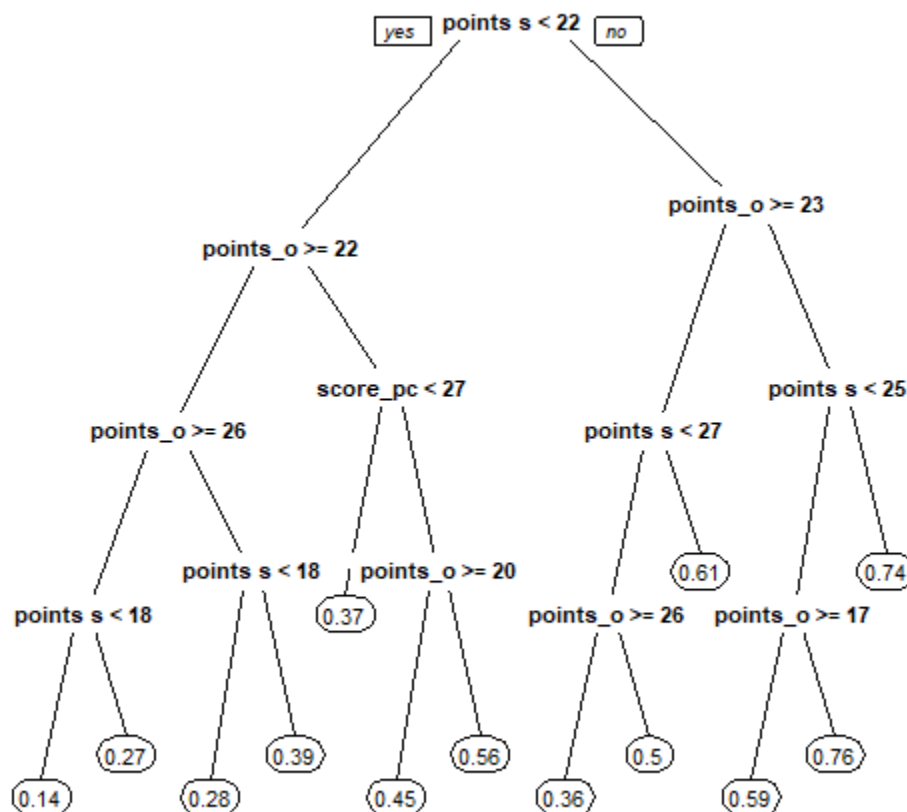 yes points s < 22 no
points_o >= 23
points_o >= 22
score_pc < 27 points s < 25
points_o >= 26 points s < 27
points s < 18 points_o >= 20 0.61 0.74
points s < 18 0.37 points_o >= 26 points_o >= 17
0.27 0.39 0.56 0.5 0.76
0.14 0.28 0.45 0.36 0.59